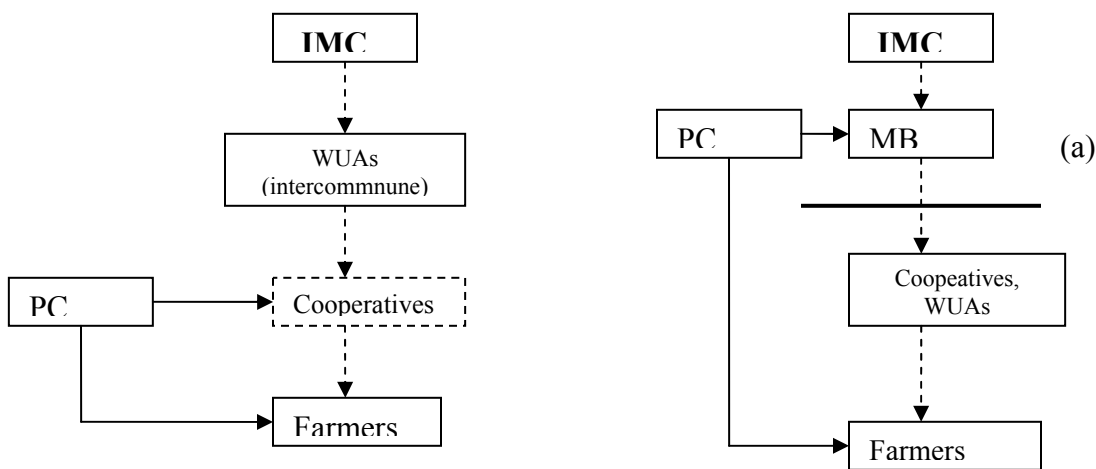 IMC
WUAs
(intercommnune)
PC
Cooperatives
Farmers
IMC
PC
MB
(a)
Coopeatives,
WUAs
Farmers